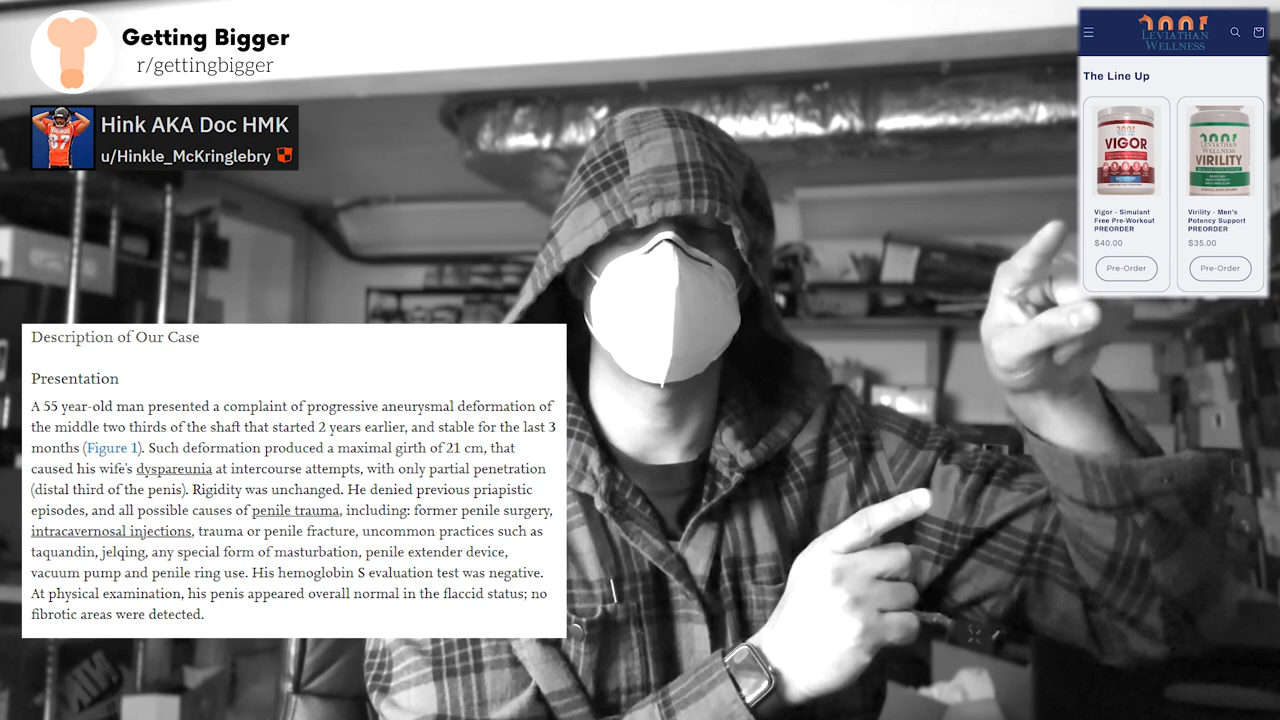 Getting Bigger
r/gettingbigger
Hink AKA Doc HMK
u/Hinkle_McKringlebry
LEVIATHAN
WELLNESS
The Line Up
VIGOR
LEVIATHAN
WELLNESS
VIRILITY
Vigor - Simulant
Free Pre-Workout
PREORDER
$40.00
Pre-Order
Virility - Men's
Potency Support
PREORDER
$35.00
Pre-Order
Description of Our Case
Presentation
A 55 year-old man presented a complaint of progressive aneurysmal deformation of
the middle two thirds of the shaft that started 2 years earlier, and stable for the last 3
months (Figure 1). Such deformation produced a maximal girth of 21 cm, that
caused his wife's dyspareunia at intercourse attempts, with only partial penetration
(distal third of the penis). Rigidity was unchanged. He denied previous priapistic
episodes, and all possible causes of penile trauma, including: former penile surgery,
intracavernosal injections, trauma or penile fracture, uncommon practices such as
taquandin, jelqing, any special form of masturbation, penile extender device,
vacuum pump and penile ring use. His hemoglobin S evaluation test was negative.
At physical examination, his penis appeared overall normal in the flaccid status; no
fibrotic areas were detected.